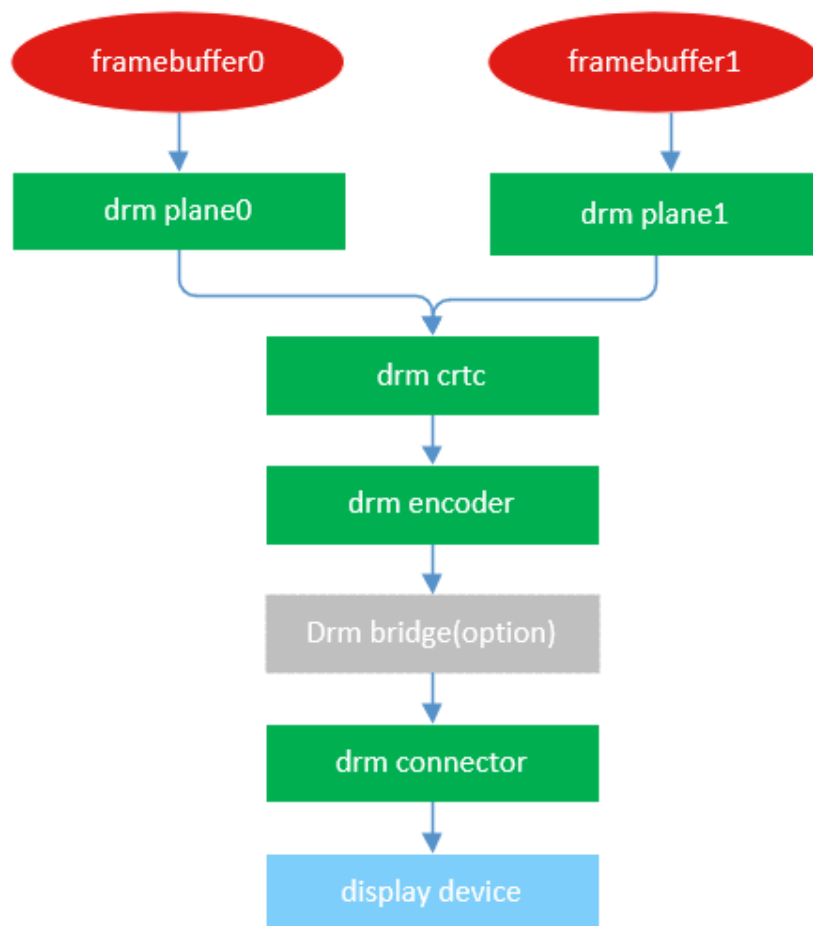 framebuffer0
framebuffer1
drm plane0
drm plane1
drm crtc
drm encoder
Drm bridge(option)
drm connector
display device